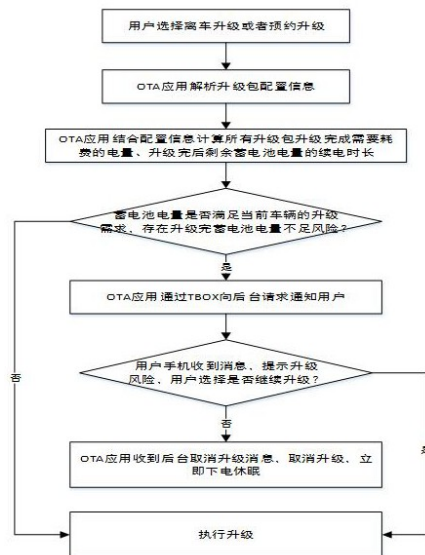 用户选择离车升级或者预约升级
OTA应用解析升级包配置信息
OTA应用结合配置信息计算所有升级包升级完成需要耗
费的电量、升级完后剩余蓄电池电量的续电时长
蓄电池电量是否满足当前车辆的升级
需求,存在升级完蓄电池电量不足风险?
是
OTA应用通过TBOX向后台请求通知用户
用户手机收到消息,提示升级
风险,用户选择是否继续升级?
否
否
是
OTA应用收到后台取消升级消息,取消升级,立
即下电休眠
执行升级